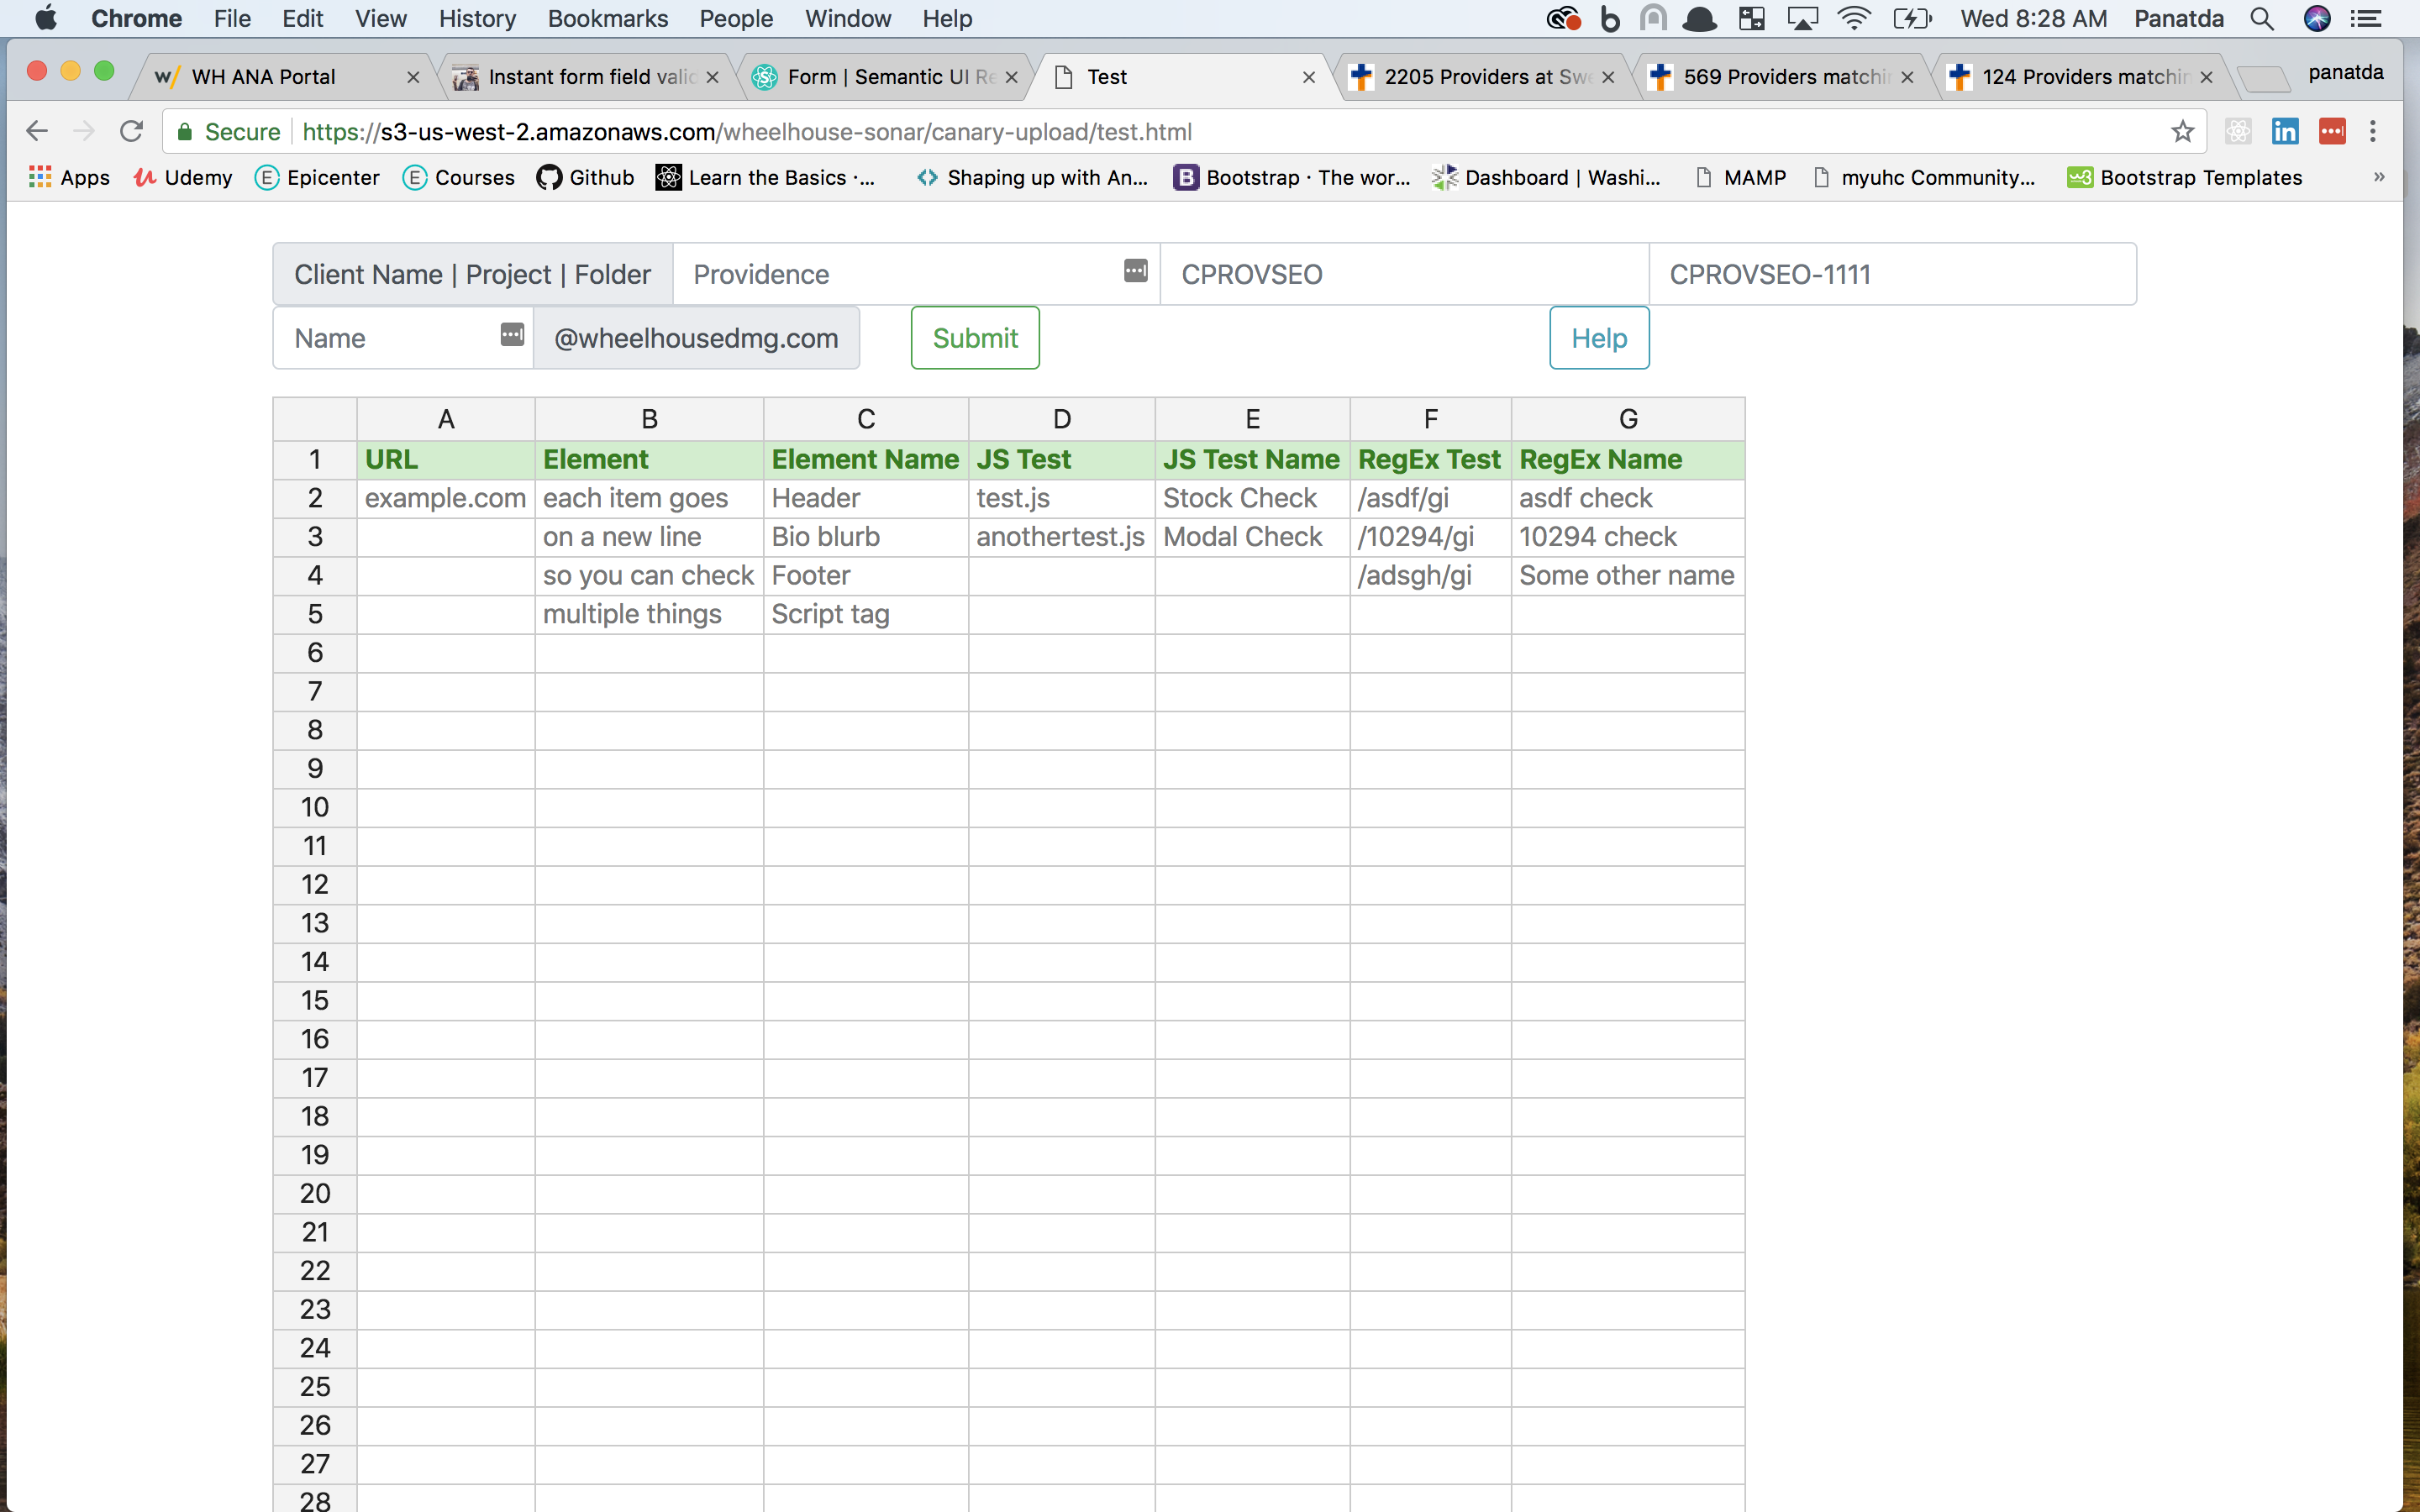 Chrome File Edit View History Bookmarks People Window Help Wed 8:28 AM Panatda
WH ANA Portal Instant form field valid Form | Semantic UI Re Test 2205 Providers at Swe 569 Providers matchin 124 Providers matchin panatda
Secure https://s3-us-west-2.amazonaws.com/wheelhouse-sonar/canary-upload/test.html
Apps Udemy Epicenter Courses Github Learn the Basics ·... Shaping up with An... Bootstrap · The wor... Dashboard | Washi... MAMP myuhc Community... Bootstrap Templates »
Client Name | Project | Folder Providence CPROVSEO CPROVSEO-1111
Name @wheelhousedmg.com Submit Help
A B C D E F G
1 URL Element Element Name JS Test JS Test Name RegEx Test RegEx Name
2 example.com each item goes Header test.js Stock Check /asdf/gi asdf check
3 on a new line Bio blurb anothertest.js Modal Check /10294/gi 10294 check
4 so you can check Footer /adsgh/gi Some other name
5 multiple things Script tag
6
7
8
9
10
11
12
13
14
15
16
17
18
19
20
21
22
23
24
25
26
27
28